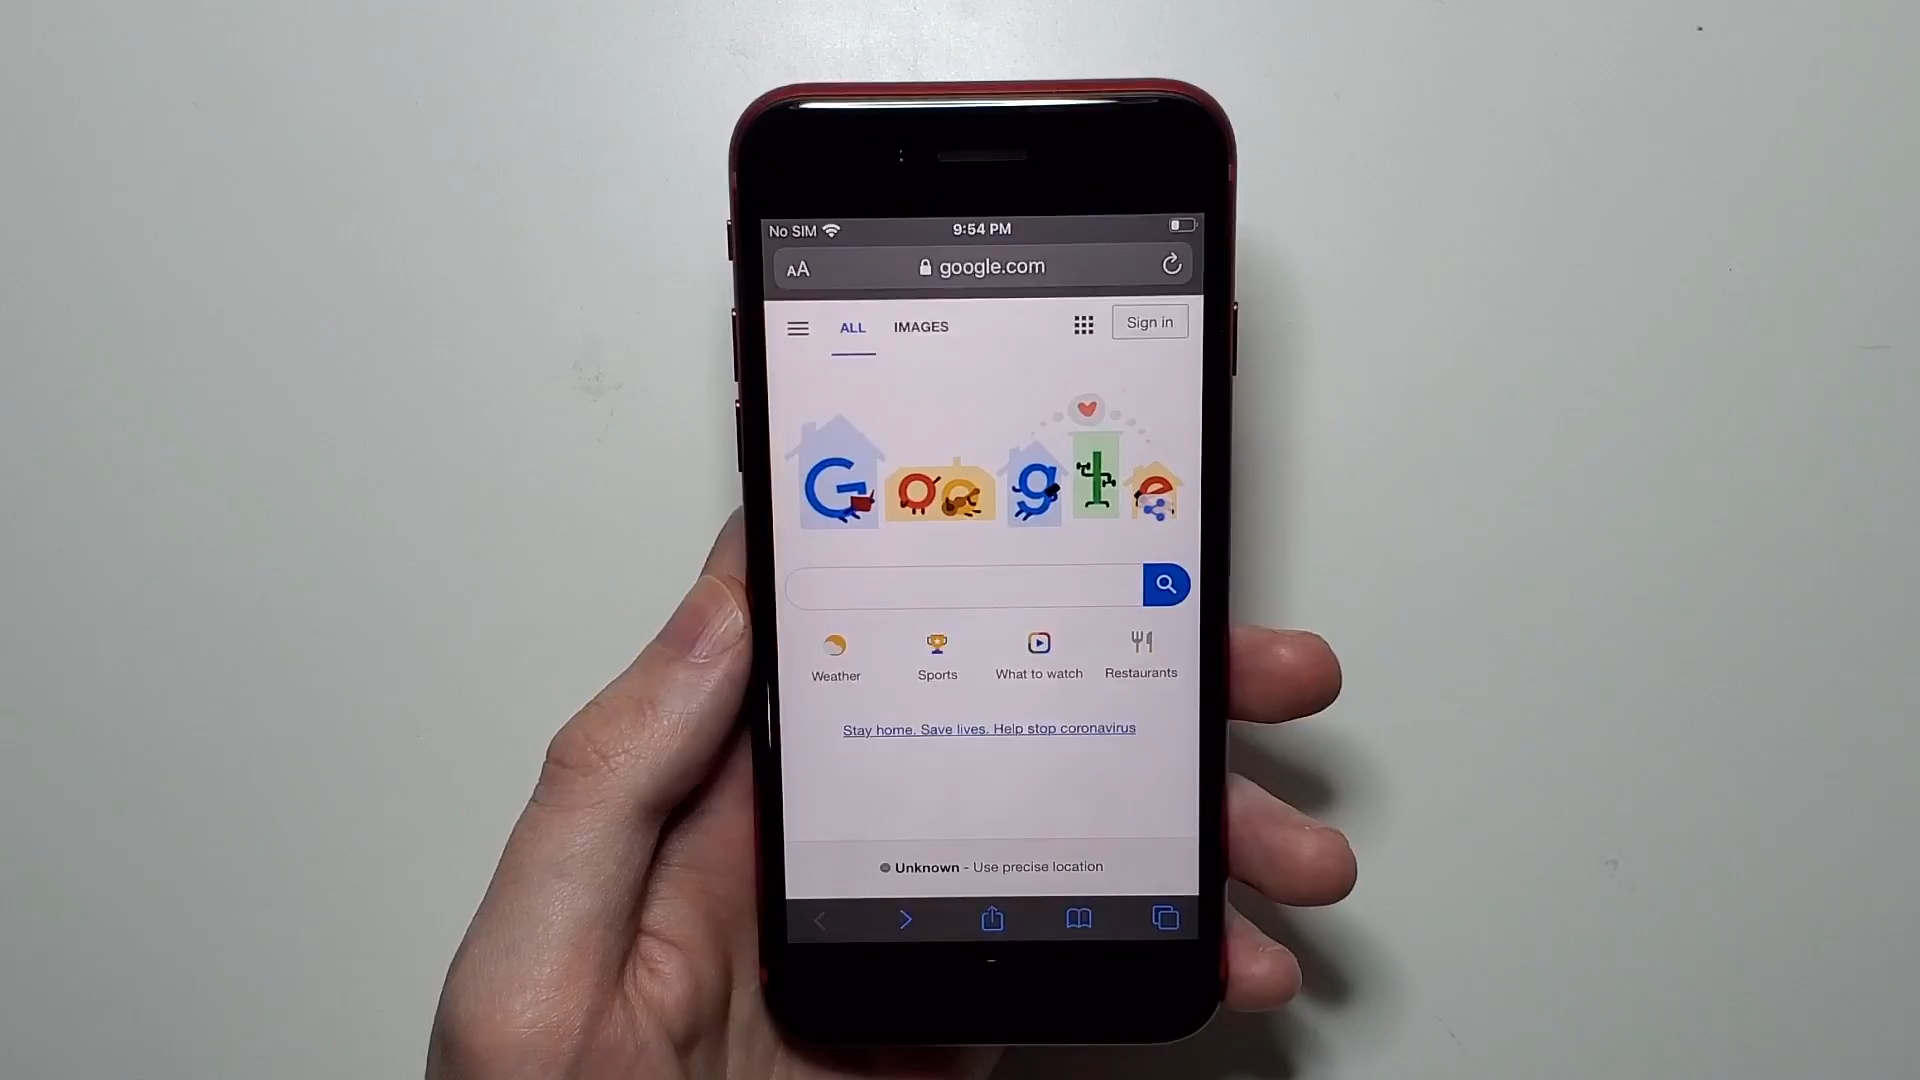 No SIM 9:54 PM
AA google.com
ALL IMAGES Sign in
Google
Weather Sports What to watch Restaurants
Stay home. Save lives. Help stop coronavirus
Unknown - Use precise location